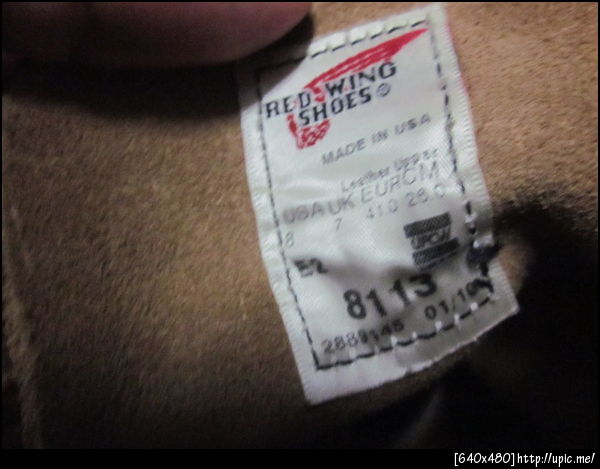 RED WING
SHOES®
MADE IN USA
Leather Upper
USA UK EUR CM
8 7 41.0 26.0
UFCW
E2
8113
01/10
[640x480]http://upic.me/